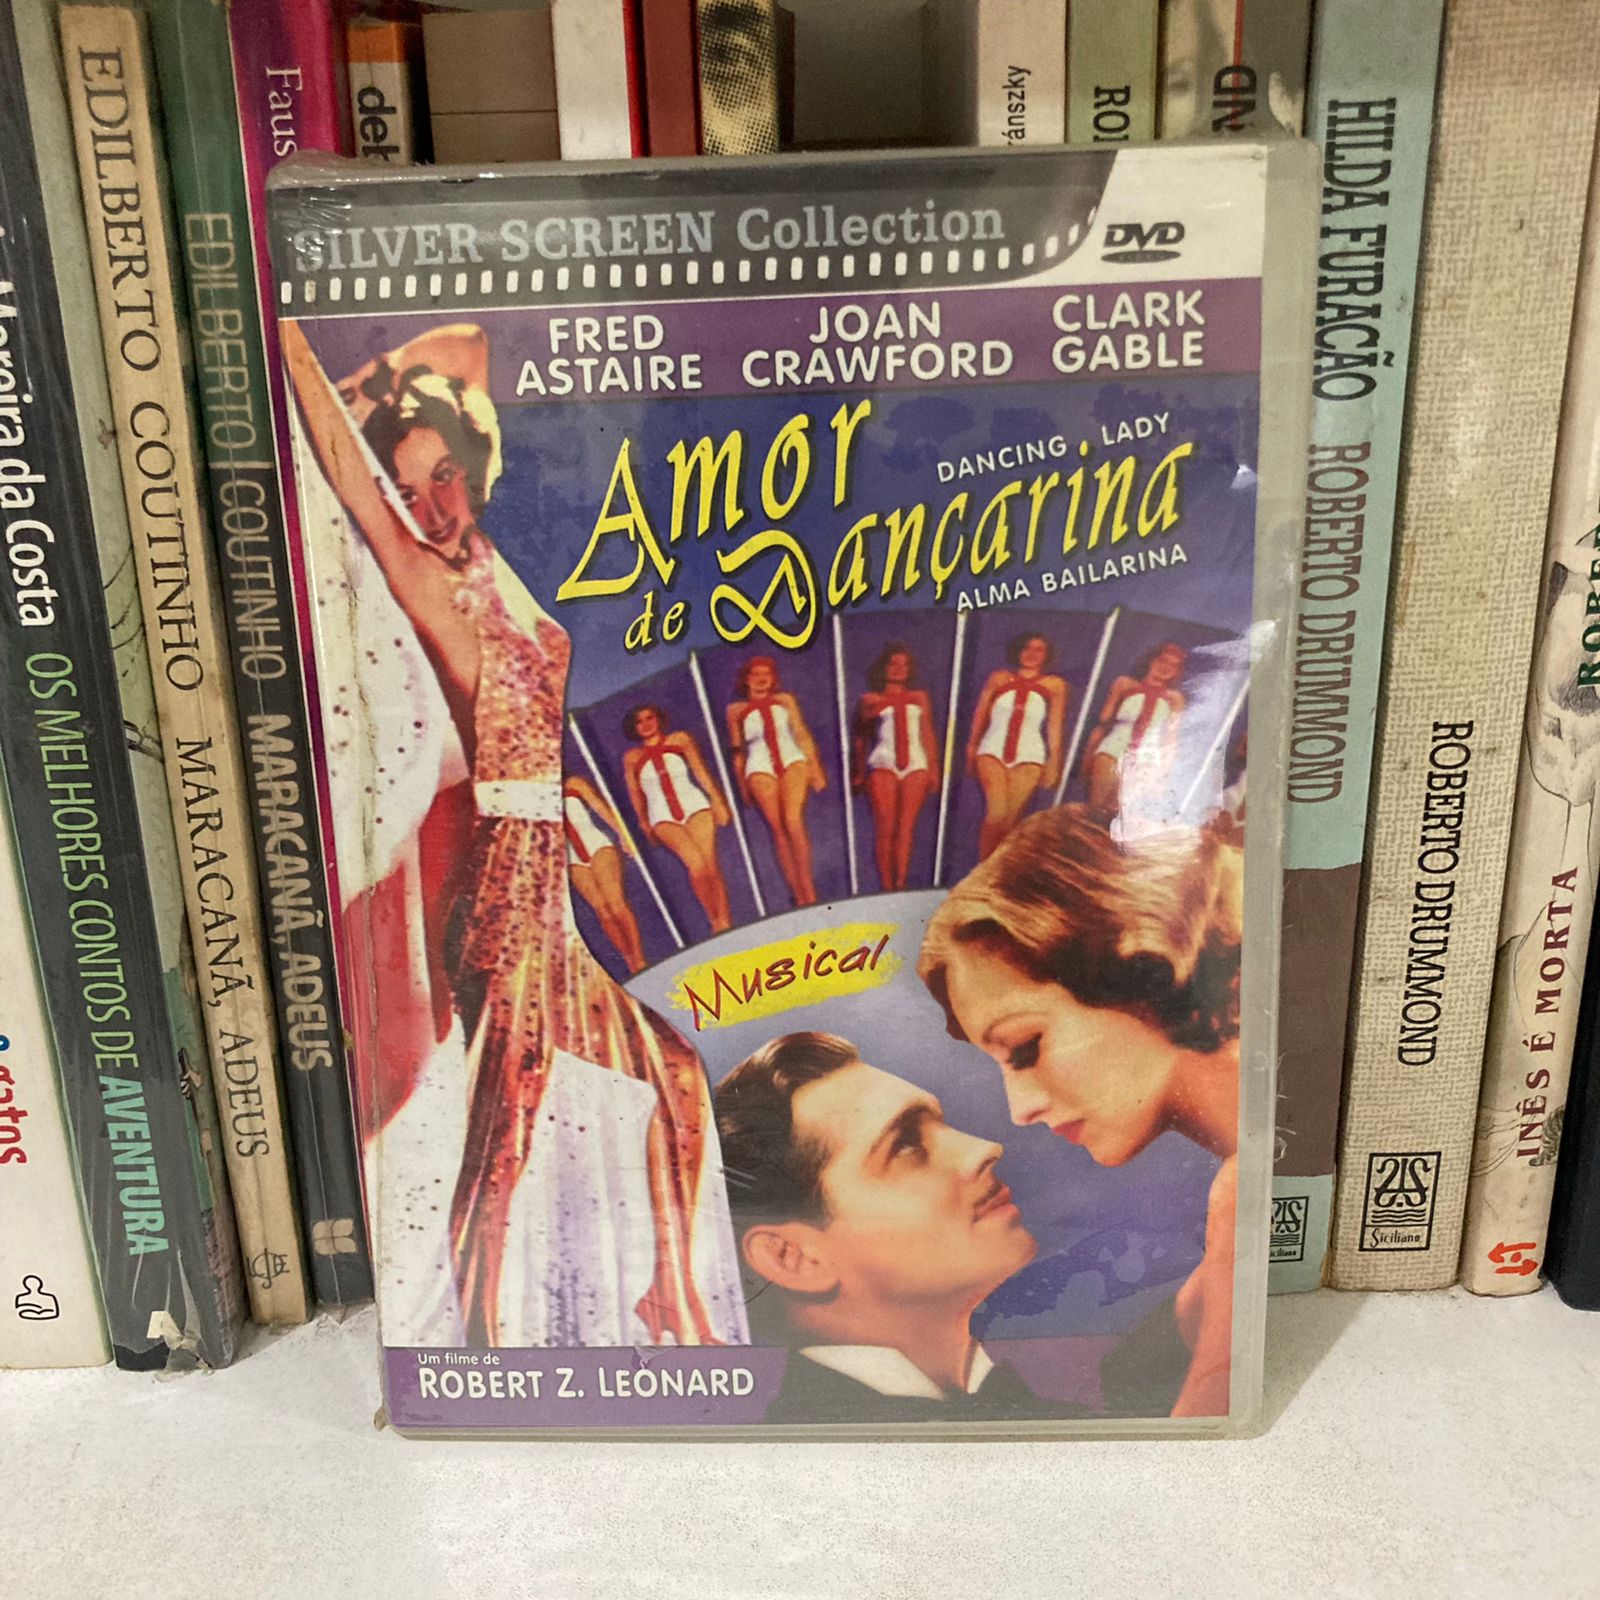 SILVER SCREEN Collection
DVD
FRED ASTAIRE
JOAN CRAWFORD
CLARK GABLE
Amor
DANCING LADY
de Dançarina
ALMA BAILARINA
Musical
Um filme de
ROBERT Z. LEONARD
Moreira da Costa OS MELHORES CONTOS DE AVENTURA
EDILBERTO COUTINHO MARACANÃ, ADEUS
EDILBERTO COUTINHO MARACANÃ, ADEUS
HILDA FURACÃO ROBERTO DRUMMOND
Siciliano
ROBERTO DRUMMOND
Siciliano
INÊS É MORTA